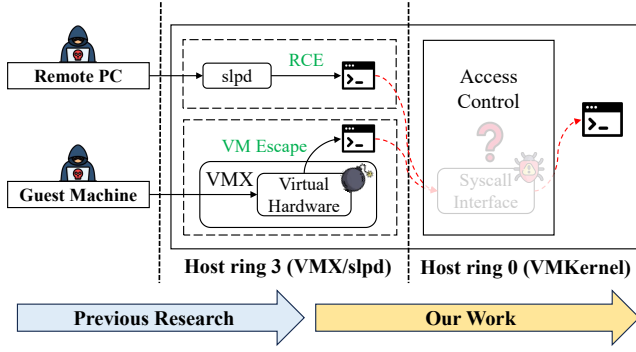 Remote PC
slpd
RCE
>_
Access
Control
>_
VM Escape
>_
?
Guest Machine
VMX
Virtual
Hardware
Syscall
Interface
Host ring 3 (VMX/slpd)
Host ring 0 (VMKernel)
Previous Research
Our Work